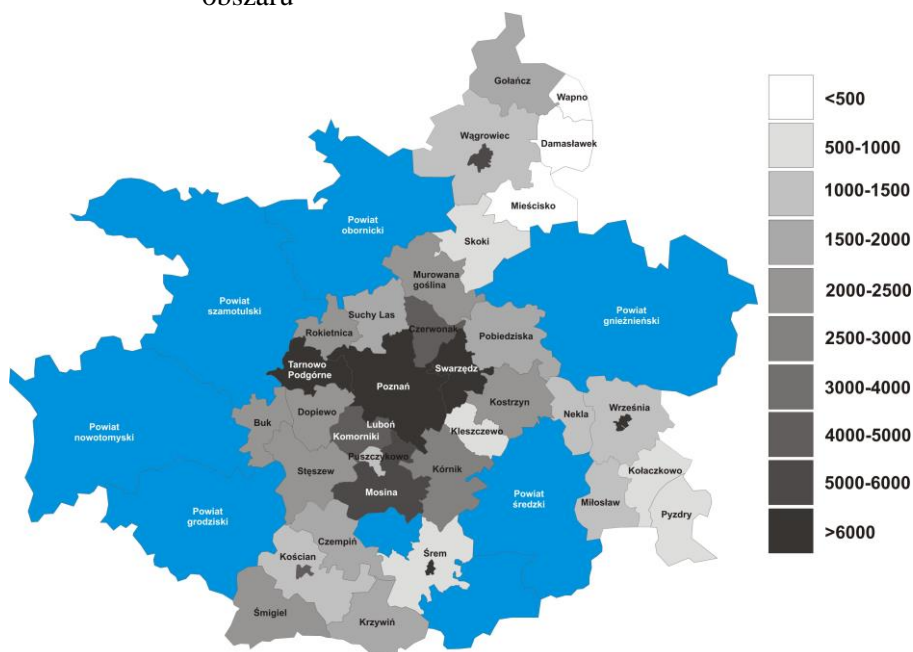 obszaru
Gołańcz
Wapno
Wągrowiec
Damasławek
Mieścisko
Powiat
obornicki
Skoki
Murowana
goślina
Powiat
szamotulski
Powiat
gnieźnieński
Suchy Las
Rokietnica
Czerwonak
Pobiedziska
Tarnowo
Podgórne
Swarzędz
Poznań
Kostrzyn
Nekla
Września
Powiat
nowotomyski
Buk
Dopiewo
Luboń
Komorniki
Kleszczewo
Puszczykowo
Stęszew
Kórnik
Kołaczkowo
Mosina
Powiat
średzki
Miłosław
Pyzdry
Powiat
grodziski
Czempiń
Kościan
Śrem
Śmigiel
Krzywiń
<500
500-1000
1000-1500
1500-2000
2000-2500
2500-3000
3000-4000
4000-5000
5000-6000
>6000